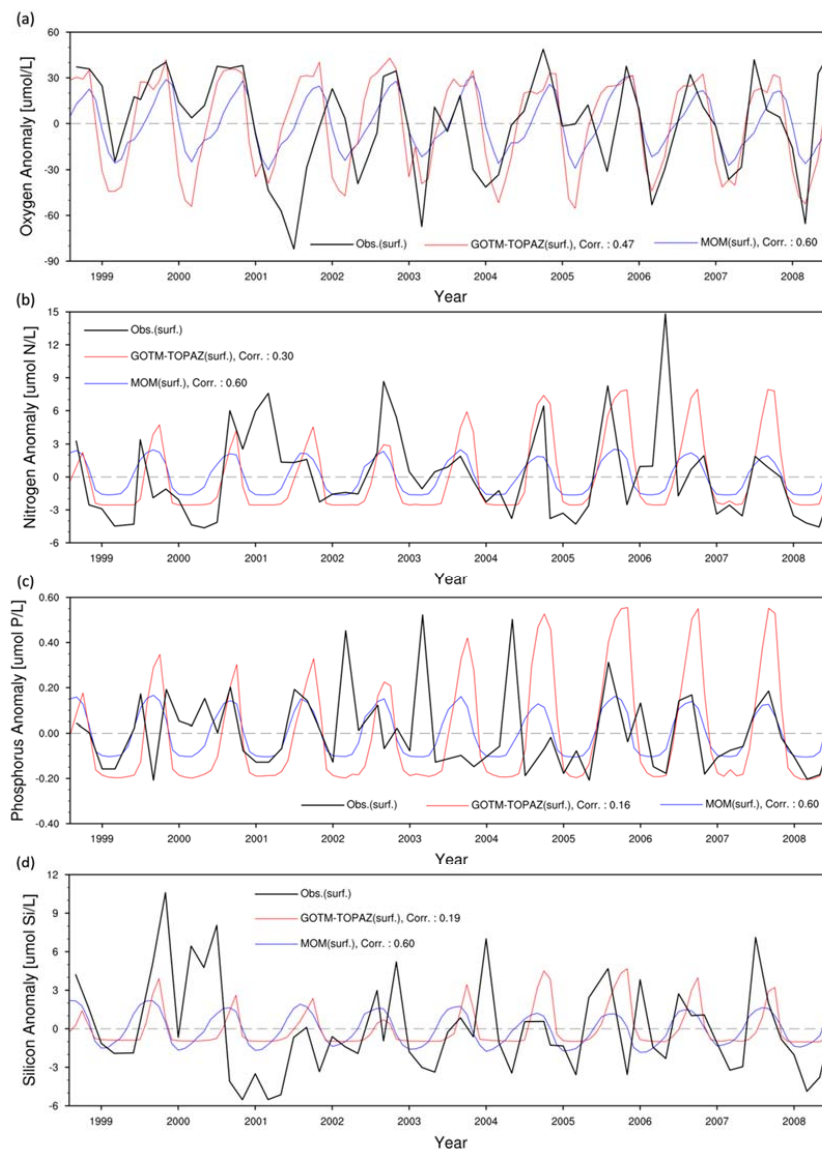 (a)
60
30
0
-30
-60
-90
Oxygen Anomaly [umol/L]
Obs.(surf.) GOTM-TOPAZ(surf.), Corr. : 0.47 MOM(surf.), Corr. : 0.60
1999 2000 2001 2002 2003 2004 2005 2006 2007 2008
Year
(b)
15
12
9
6
3
0
-3
-6
Nitrogen Anomaly [umol N/L]
Obs.(surf)
GOTM-TOPAZ(surf.), Corr. : 0.30
MOM(surf.), Corr. : 0.60
1999 2000 2001 2002 2003 2004 2005 2006 2007 2008
Year
(c)
0.60
0.40
0.20
0.00
-0.20
-0.40
Phosphorus Anomaly [umol P/L]
Obs.(surf) GOTM-TOPAZ(surf.), Corr. : 0.16 MOM(surf.), Corr. : 0.60
1999 2000 2001 2002 2003 2004 2005 2006 2007 2008
Year
(d)
12
9
6
3
0
-3
-6
Silicon Anomaly [umol Si/L]
Obs.(surf)
GOTM-TOPAZ(surf.), Corr. : 0.19
MOM(surf.), Corr. : 0.60
1999 2000 2001 2002 2003 2004 2005 2006 2007 2008
Year